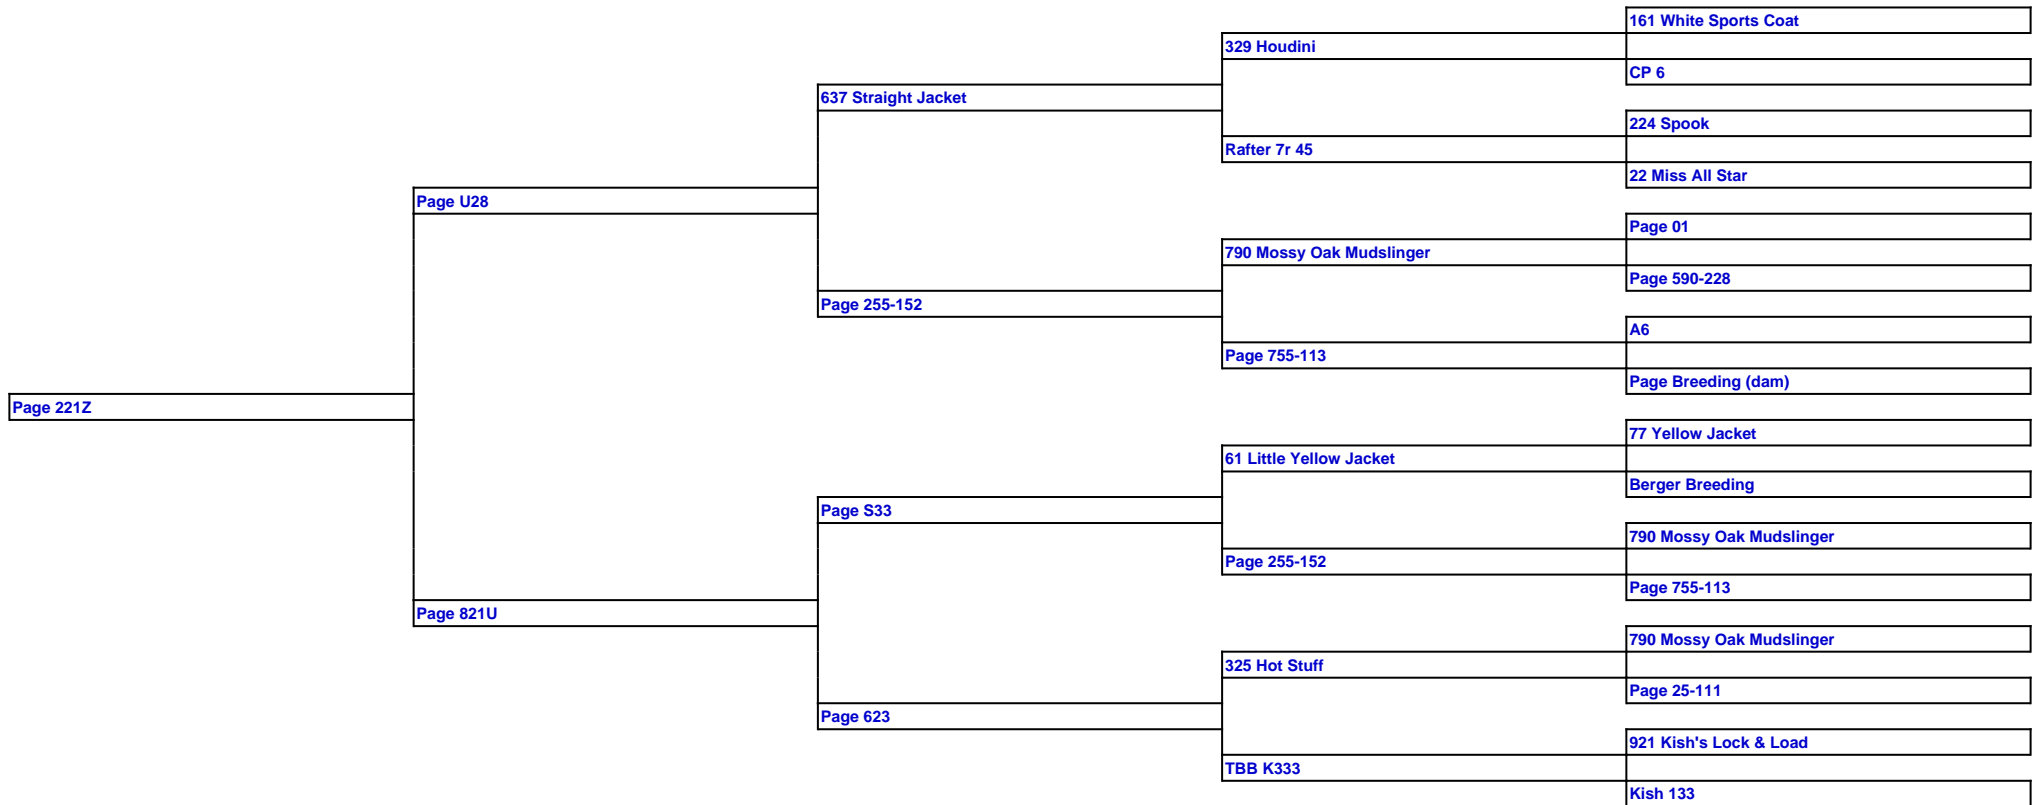 161 White Sports Coat
329 Houdini
CP 6
637 Straight Jacket
224 Spook
Rafter 7r 45
22 Miss All Star
Page U28
Page 01
790 Mossy Oak Mudslinger
Page 590-228
Page 255-152
A6
Page 755-113
Page Breeding (dam)
Page 221Z
77 Yellow Jacket
61 Little Yellow Jacket
Berger Breeding
Page S33
790 Mossy Oak Mudslinger
Page 255-152
Page 755-113
Page 821U
790 Mossy Oak Mudslinger
325 Hot Stuff
Page 25-111
Page 623
921 Kish's Lock & Load
TBB K333
Kish 133